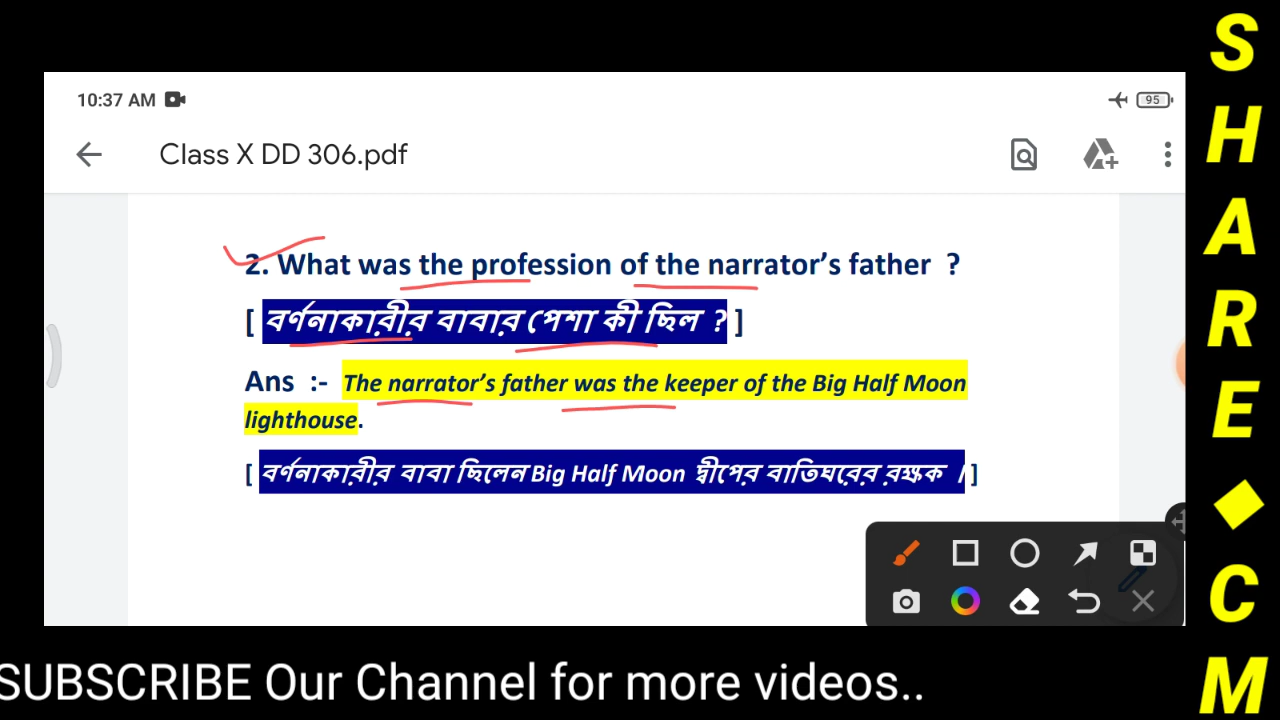 10:37 AM
95
Class X DD 306.pdf
2. What was the profession of the narrator’s father ?
[ বর্ণনাকারীর বাবার পেশা কী ছিল ? ]
Ans :- The narrator’s father was the keeper of the Big Half Moon
lighthouse.
[ বর্ণনাকারীর বাবা ছিলেন Big Half Moon দ্বীপের বাতিঘরের রক্ষক । ]
SUBSCRIBE Our Channel for more videos..
SHARE◆CM